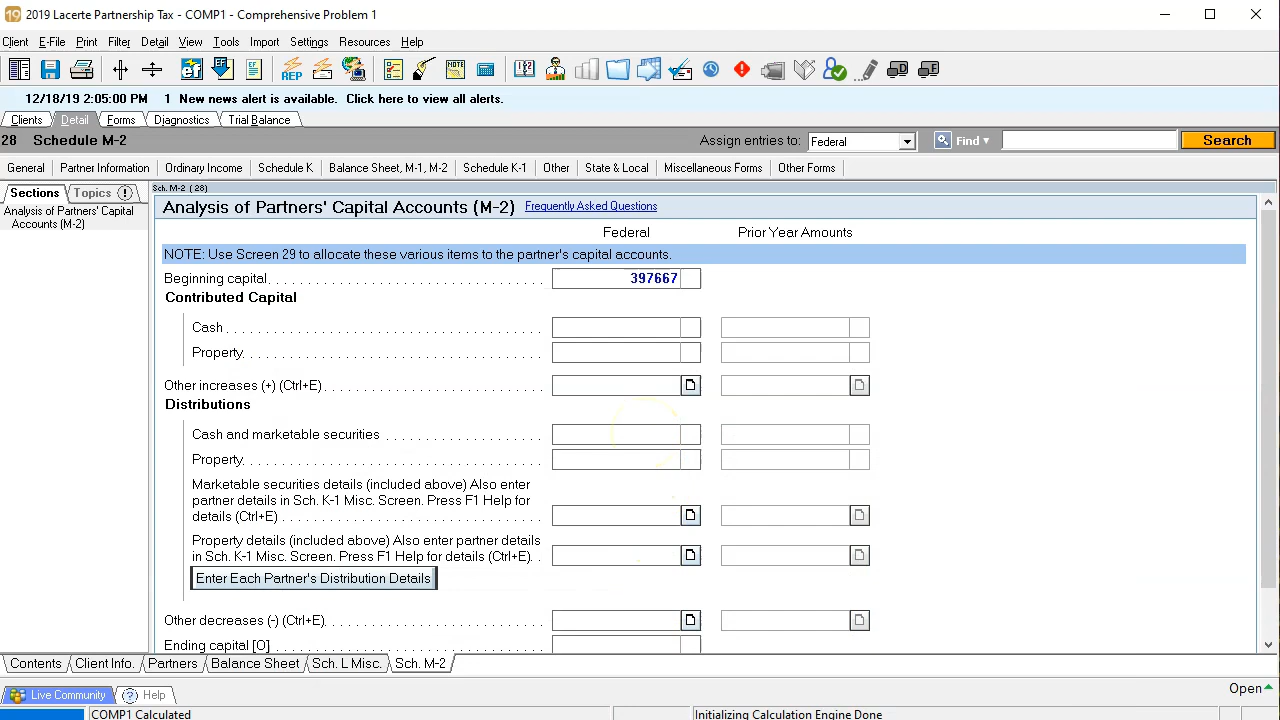 19 2019 Lacerte Partnership Tax - COMP1 - Comprehensive Problem 1
Client E-File Print Filter Detail View Tools Import Settings Resources Help
12/18/19 2:05:00 PM 1 New news alert is available. Click here to view all alerts.
Clients Detail Forms Diagnostics Trial Balance
28 Schedule M-2 Assign entries to: Federal Find Search
General Partner Information Ordinary Income Schedule K Balance Sheet, M-1, M-2 Schedule K-1 Other State & Local Miscellaneous Forms Other Forms
Sections Topics
Sch. M-2 (28)
Analysis of Partners' Capital Accounts (M-2)
Analysis of Partners' Capital Accounts (M-2) Frequently Asked Questions
Federal Prior Year Amounts
NOTE: Use Screen 29 to allocate these various items to the partner's capital accounts.
Beginning capital 397667
Contributed Capital
Cash
Property
Other increases (+) (Ctrl+E)
Distributions
Cash and marketable securities
Property
Marketable securities details (included above) Also enter
partner details in Sch. K-1 Misc. Screen. Press F1 Help for
details (Ctrl+E)
Property details (included above) Also enter partner details
in Sch. K-1 Misc. Screen. Press F1 Help for details (Ctrl+E)
Enter Each Partner's Distribution Details
Other decreases (-) (Ctrl+E)
Ending capital [O]
Contents Client Info. Partners Balance Sheet Sch. L Misc. Sch. M-2
Live Community Help Open
COMP1 Calculated Initializing Calculation Engine Done